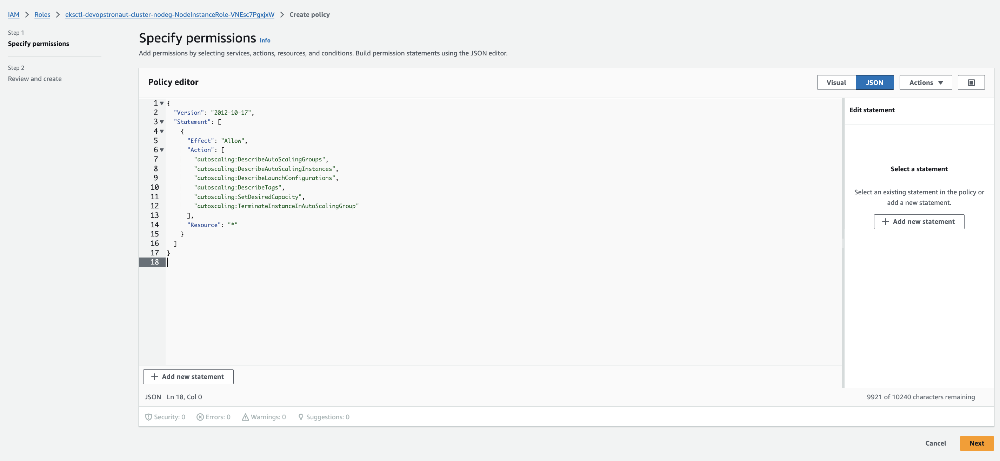 IAM > Roles > eksctl-devopstronaut-cluster-nodeg-NodeInstanceRole-VNEsc7PgxjxW > Create policy
Step 1
Specify permissions
Step 2
Review and create
Specify permissions Info
Add permissions by selecting services, actions, resources, and conditions. Build permission statements using the JSON editor.
Policy editor
Visual JSON Actions
1 {
2   "Version": "2012-10-17",
3   "Statement": [
4     {
5       "Effect": "Allow",
6       "Action": [
7         "autoscaling:DescribeAutoScalingGroups",
8         "autoscaling:DescribeAutoScalingInstances",
9         "autoscaling:DescribeLaunchConfigurations",
10         "autoscaling:DescribeTags",
11         "autoscaling:SetDesiredCapacity",
12         "autoscaling:TerminateInstanceInAutoScalingGroup"
13       ],
14       "Resource": "*"
15     }
16   ]
17 }
18
Edit statement
Select a statement
Select an existing statement in the policy or
add a new statement.
+ Add new statement
+ Add new statement
JSON Ln 18, Col 0
9921 of 10240 characters remaining
Security: 0 Errors: 0 Warnings: 0 Suggestions: 0
Cancel Next